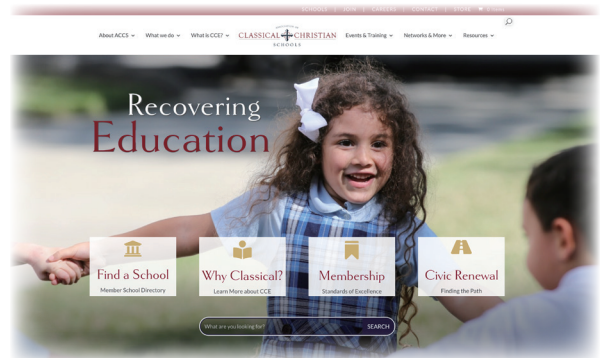 SCHOOLS | JOIN | CAREERS | CONTACT | STORE
About ACCS
What we do
What is CCE?
CLASSICAL CHRISTIAN
SCHOOLS
Events & Training
Networks & More
Resources
Recovering
Education
Find a School
Member School Directory
Why Classical?
Learn More about CCE
Membership
Standards of Excellence
Civic Renewal
Finding the Path
What are you looking for?
SEARCH